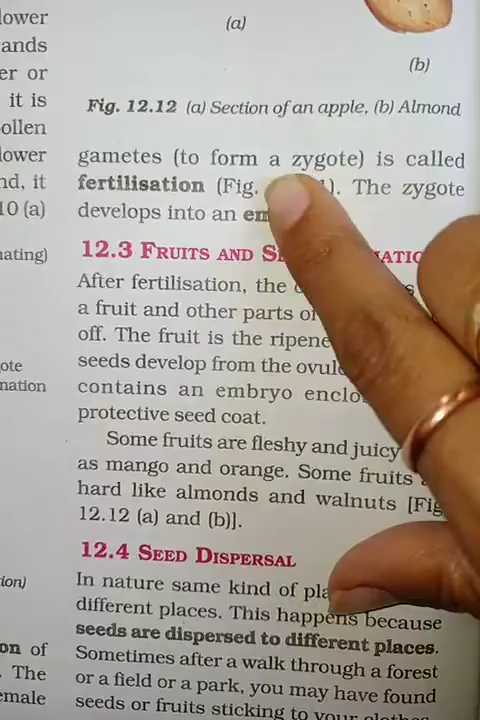 (a)
(b)
Fig. 12.12 (a) Section of an apple, (b) Almond
gametes (to form a zygote) is called
fertilisation (Fig. 1). The zygote
develops into an em
12.3 FRUITS AND S
After fertilisation, the
a fruit and other parts of
off. The fruit is the ripene
seeds develop from the ovule
contains an embryo enclo
protective seed coat.
Some fruits are fleshy and juicy
as mango and orange. Some fruits
hard like almonds and walnuts [Fig
12.12 (a) and (b)].
12.4 SEED DISPERSAL
In nature same kind of pla
different places. This happens because
seeds are dispersed to different places.
Sometimes after a walk through a forest
or a field or a park, you may have found
seeds or fruits sticking to your clothes
lower
ands
er or
it is
ollen
lower
nd, it
10 (a)
nating)
ote
nation
tion)
on of
. The
emale